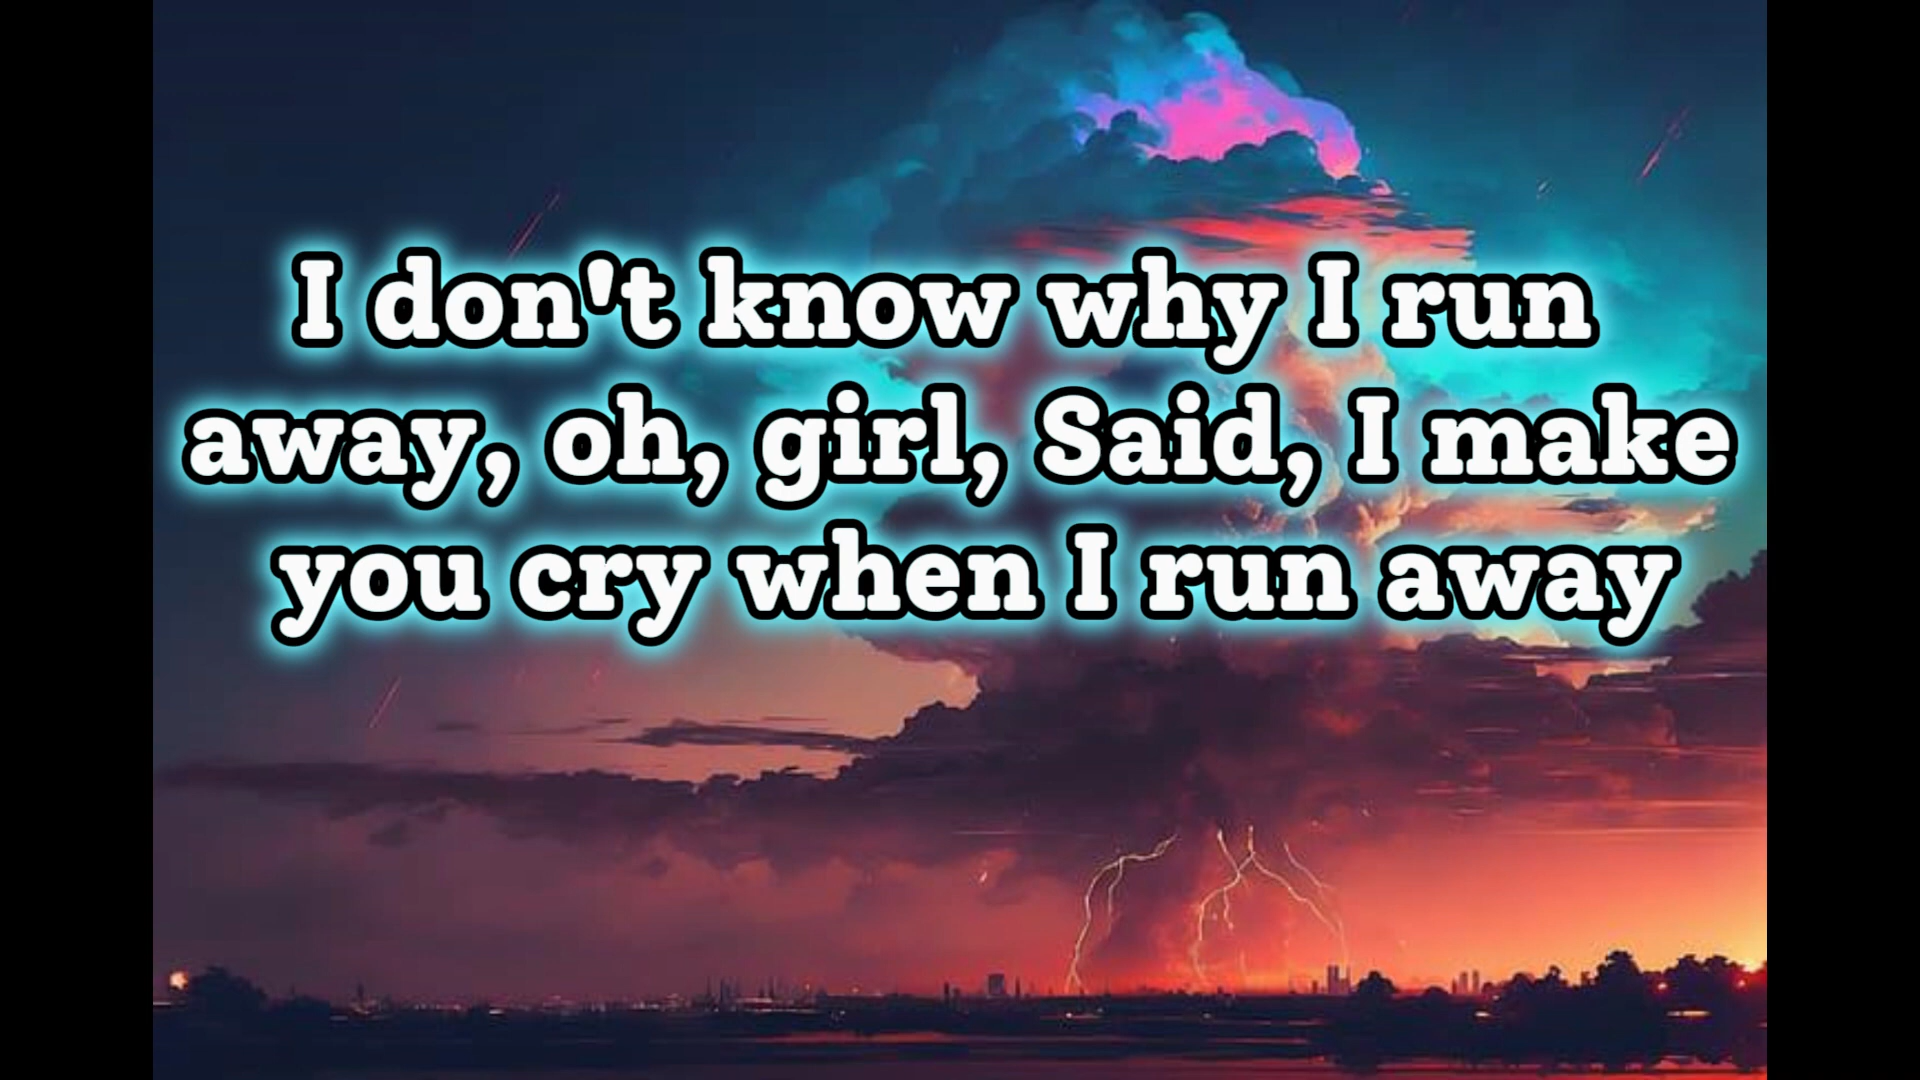 I don't know why I run
away, oh, girl, Said, I make
you cry when I run away